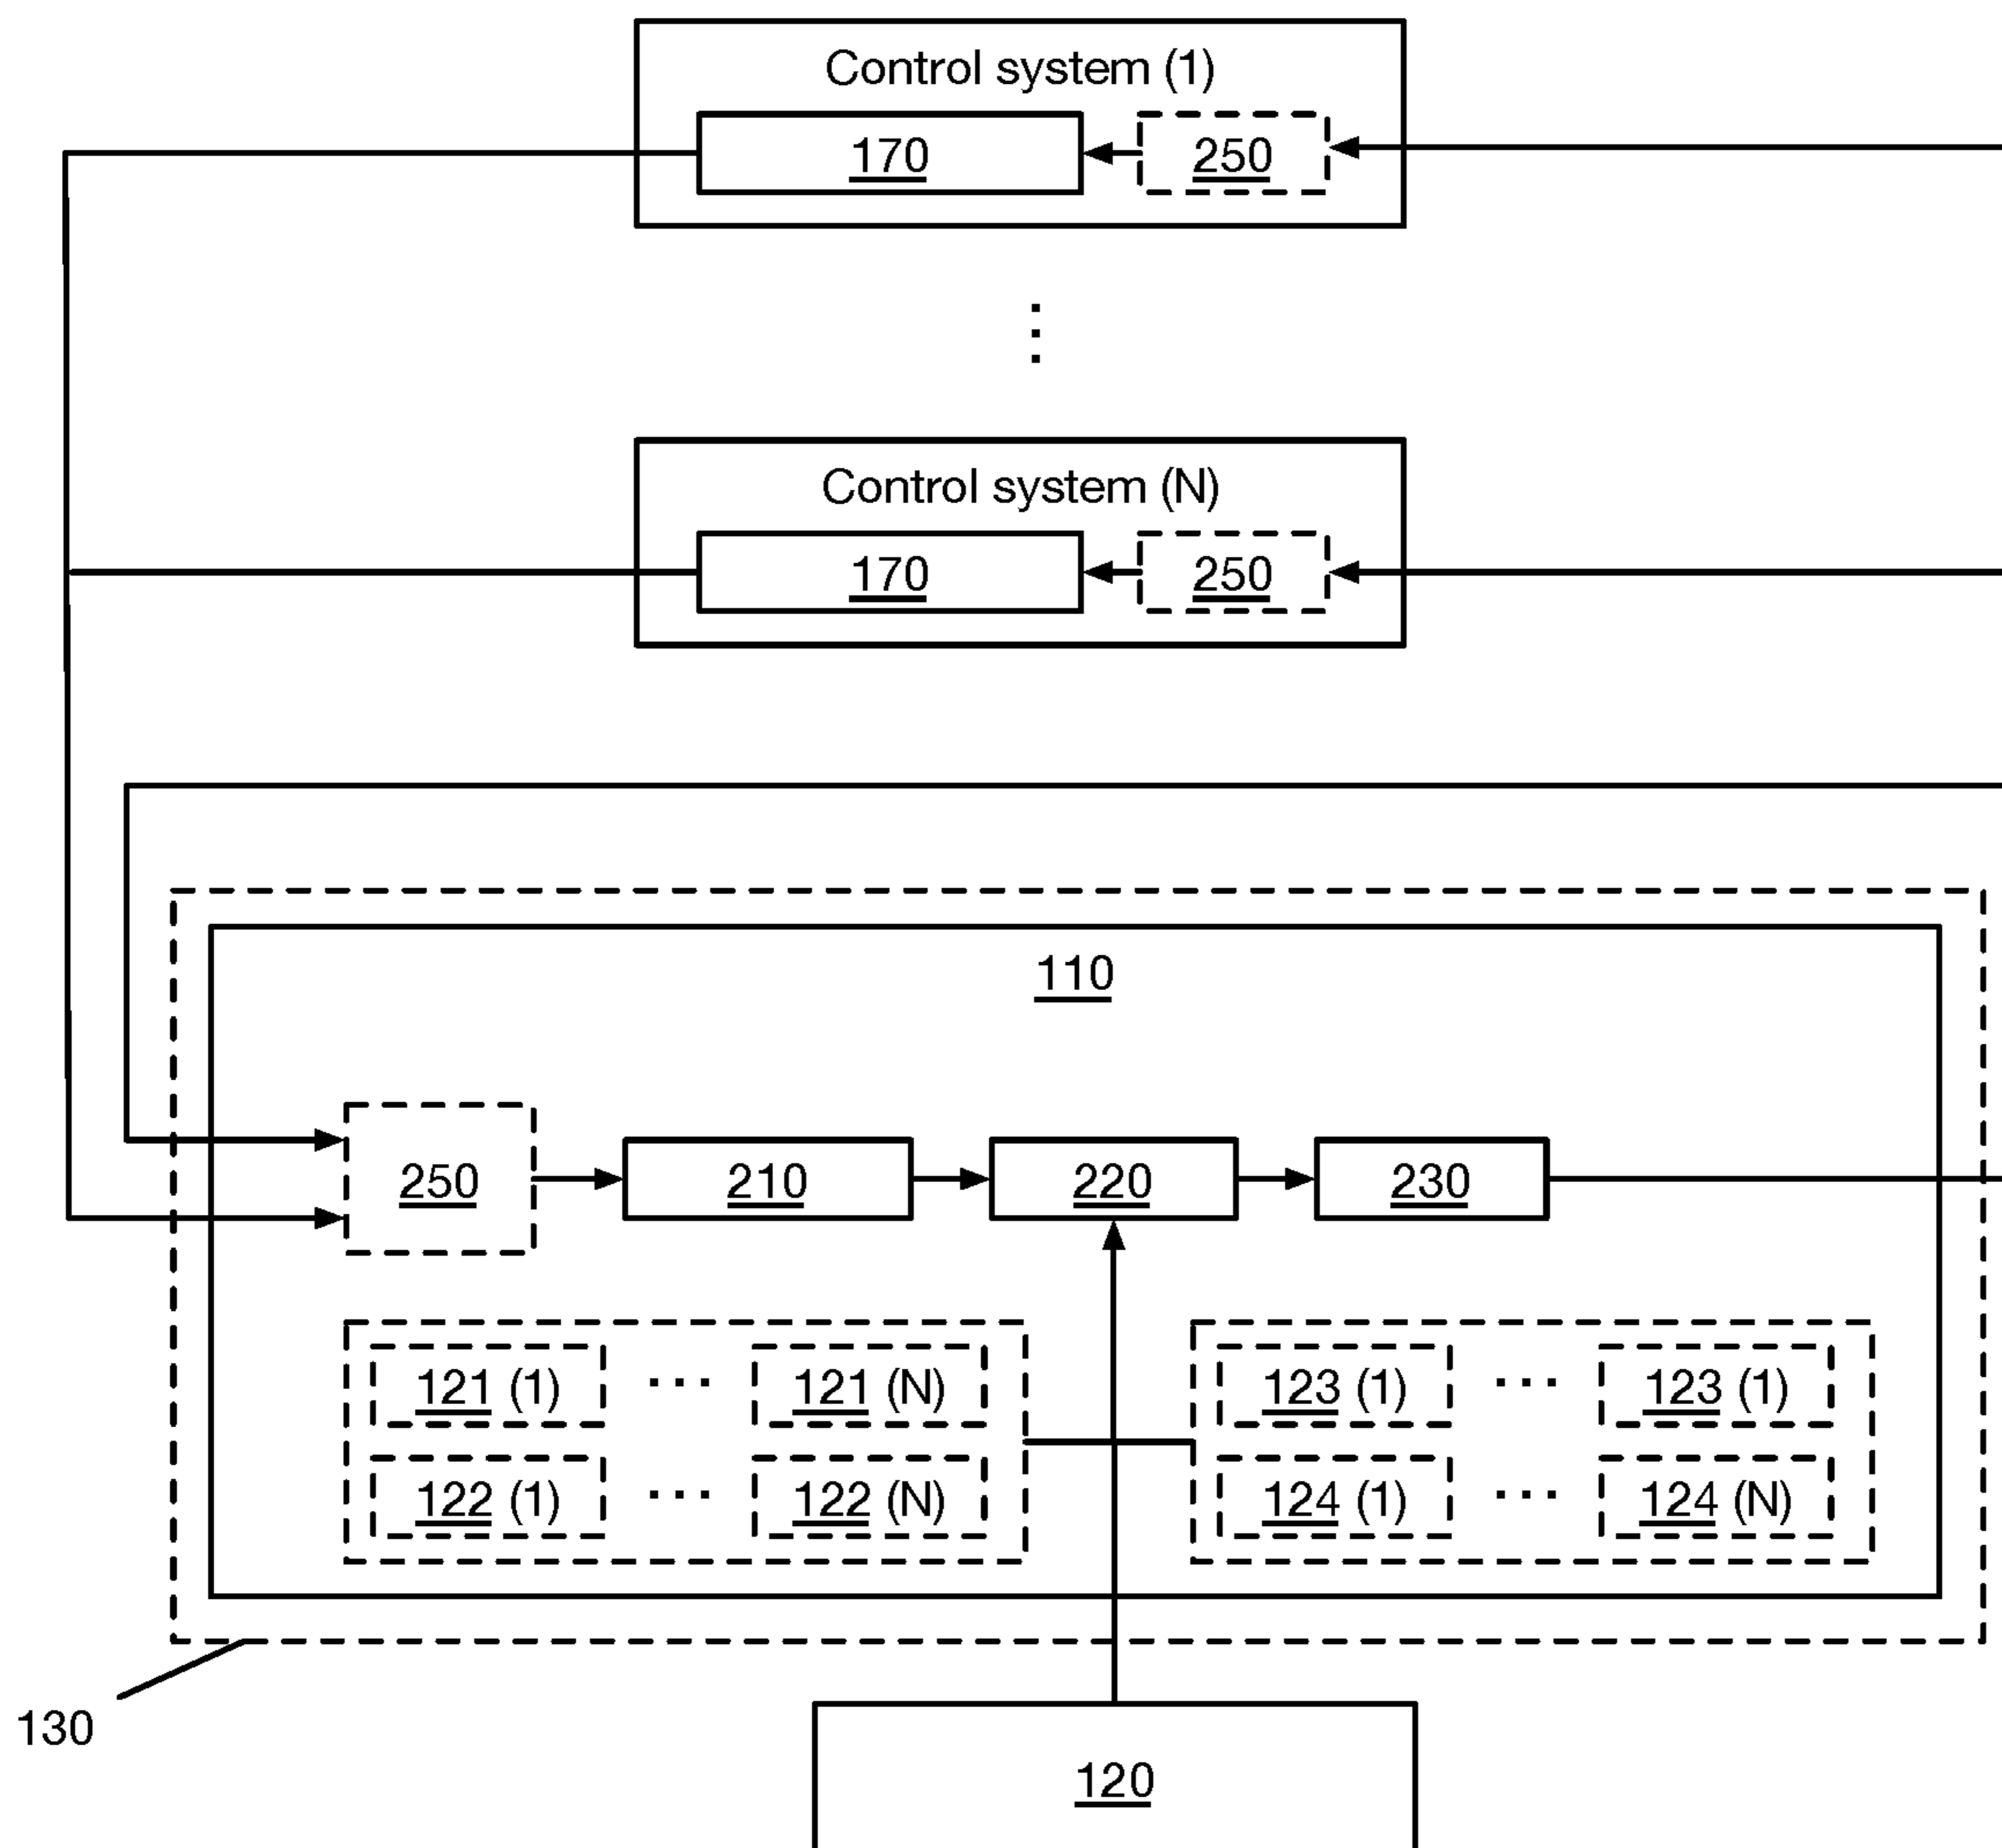 Control system (1)
170 250
Control system (N)
170 250
110
250 210 220 230
121 (1) ... 121 (N) 123 (1) ... 123 (1)
122 (1) ... 122 (N) 124 (1) ... 124 (N)
130
120